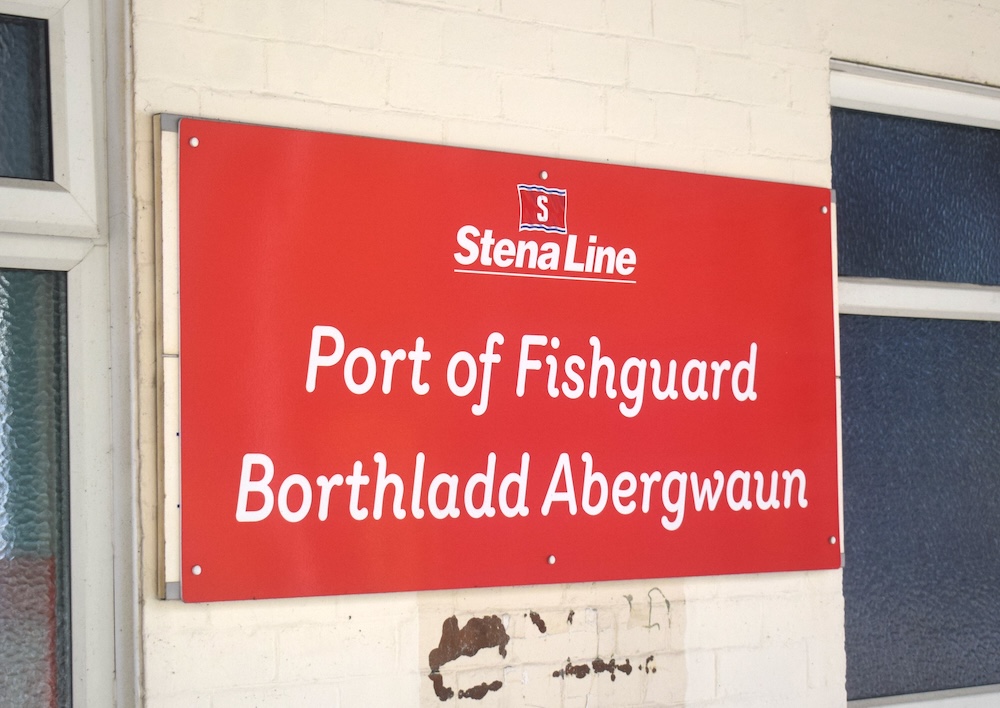 S
Stena Line
Port of Fishguard
Borthladd Abergwaun